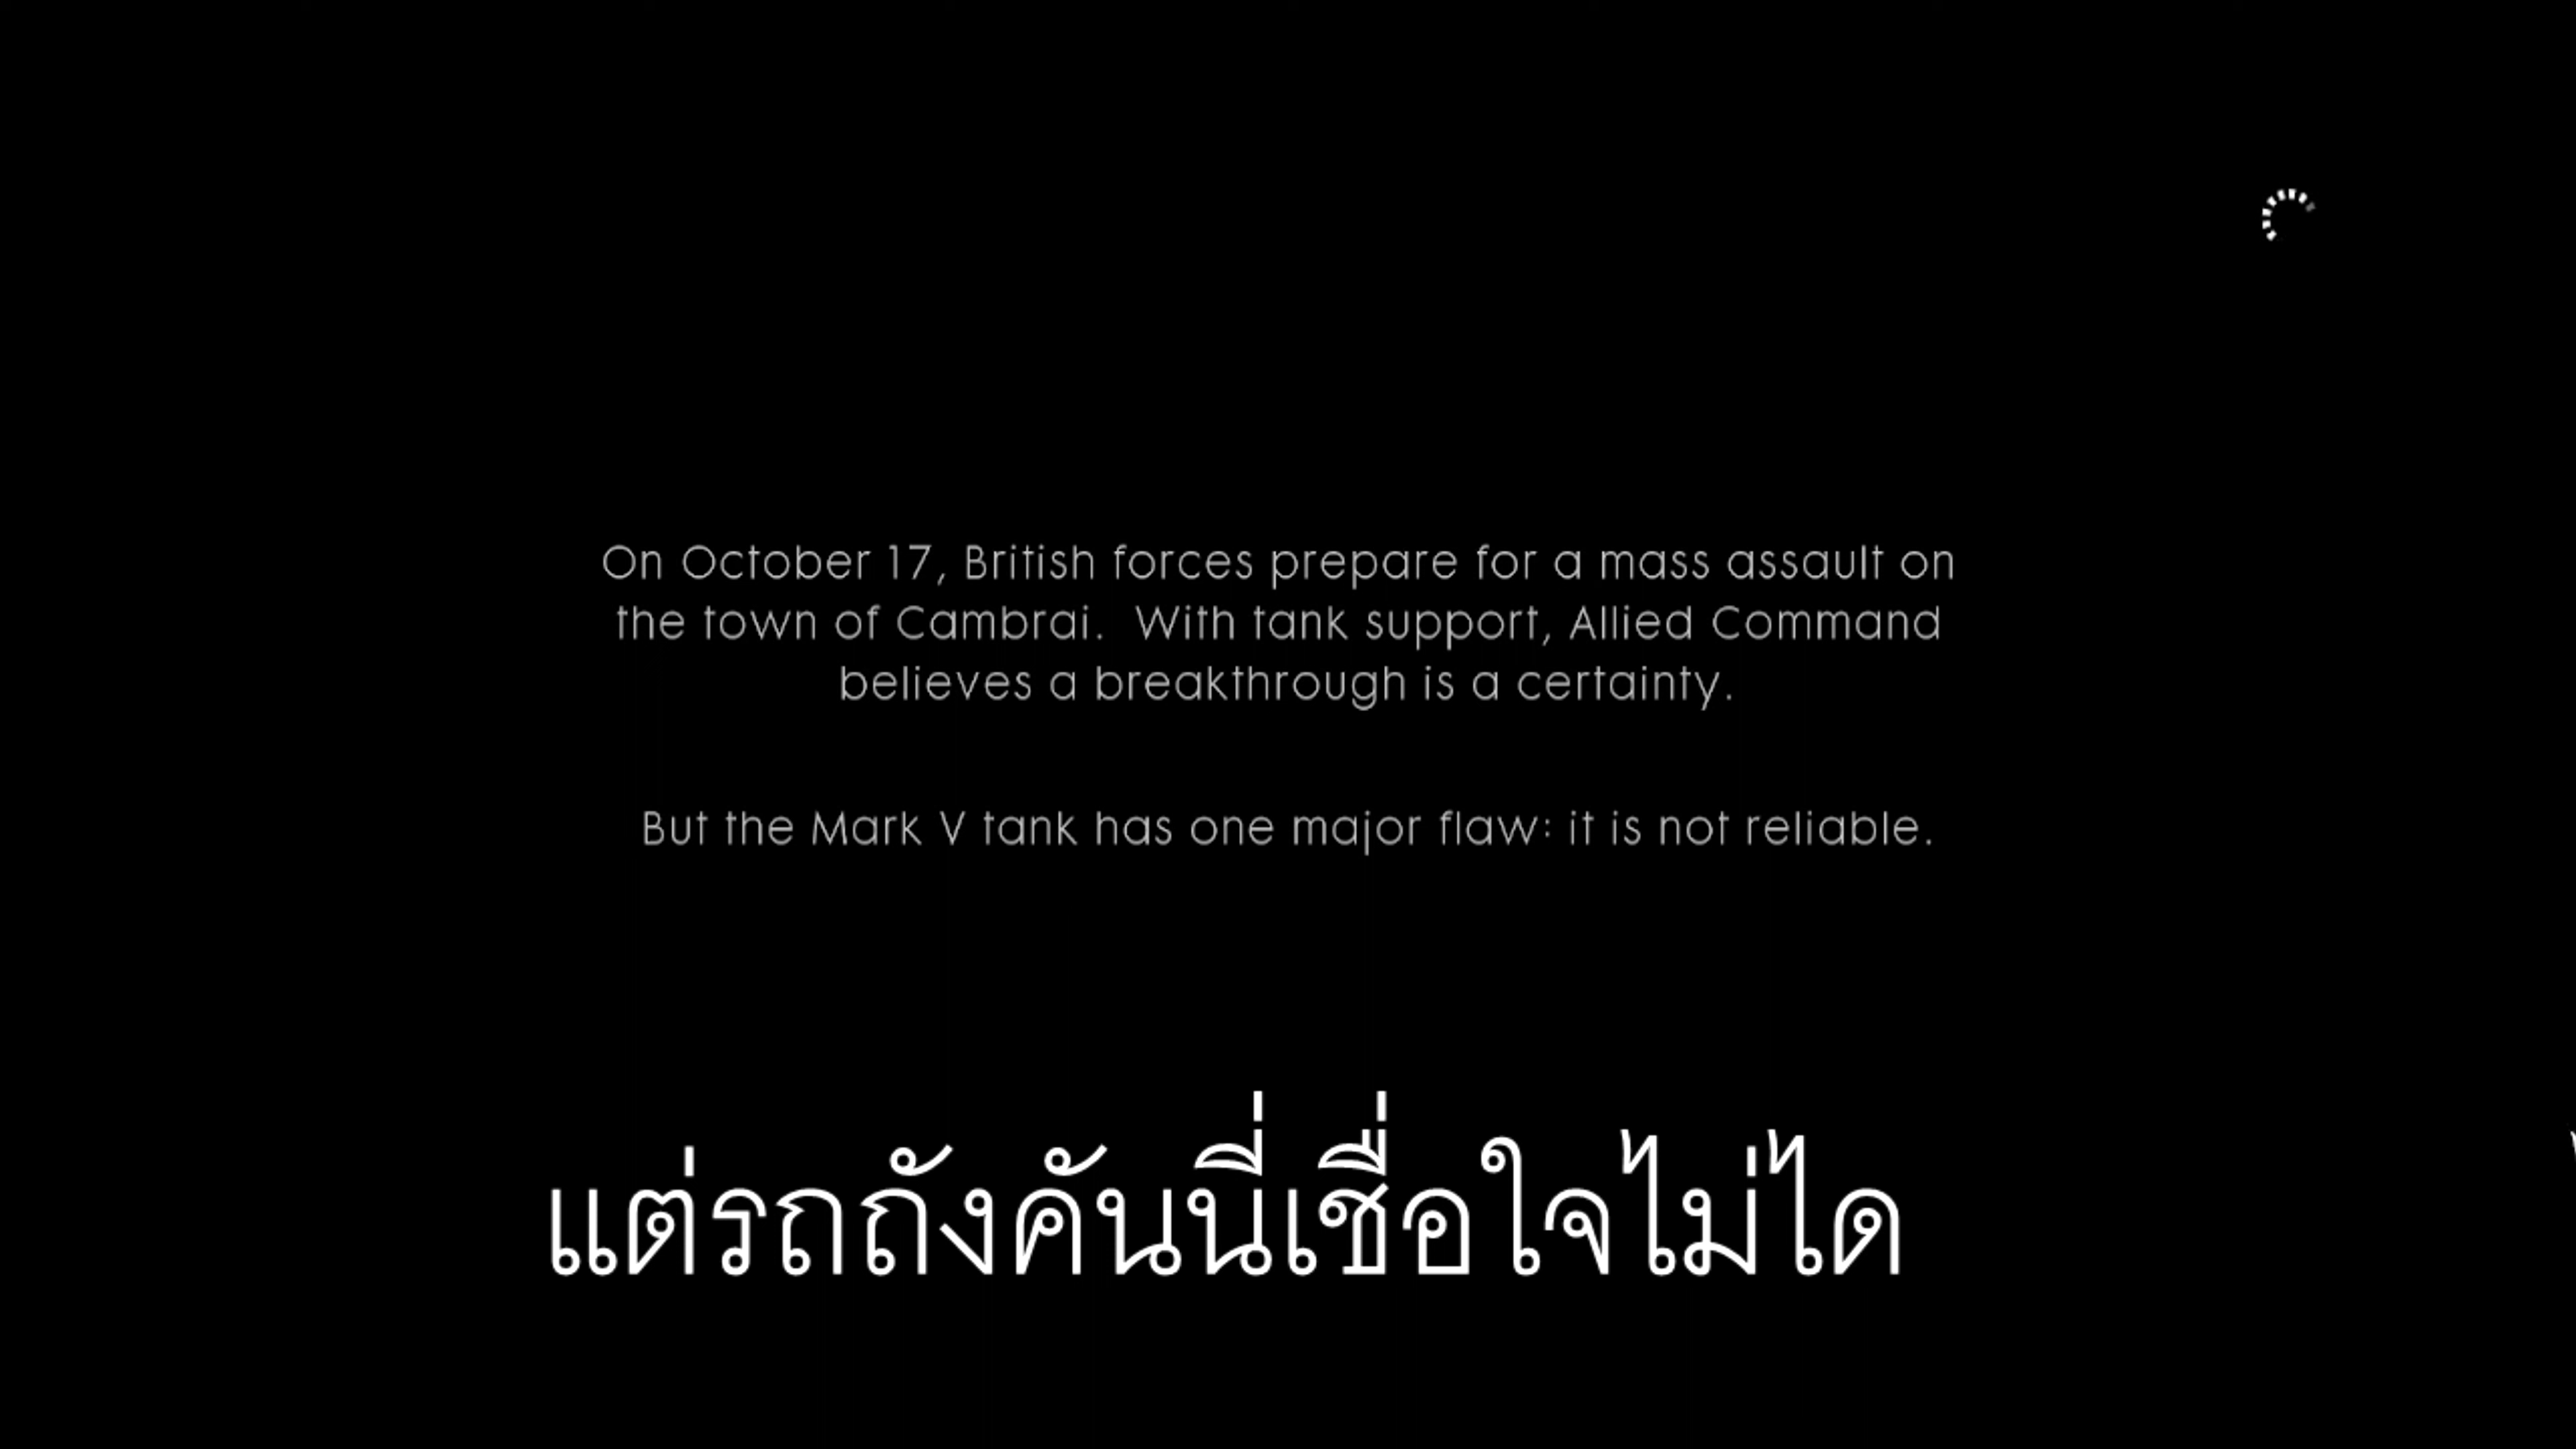 On October 17, British forces prepare for a mass assault on
the town of Cambrai. With tank support, Allied Command
believes a breakthrough is a certainty.
But the Mark V tank has one major flaw: it is not reliable.
แต่รถถังคันนี่เชื่อใจไม่ได